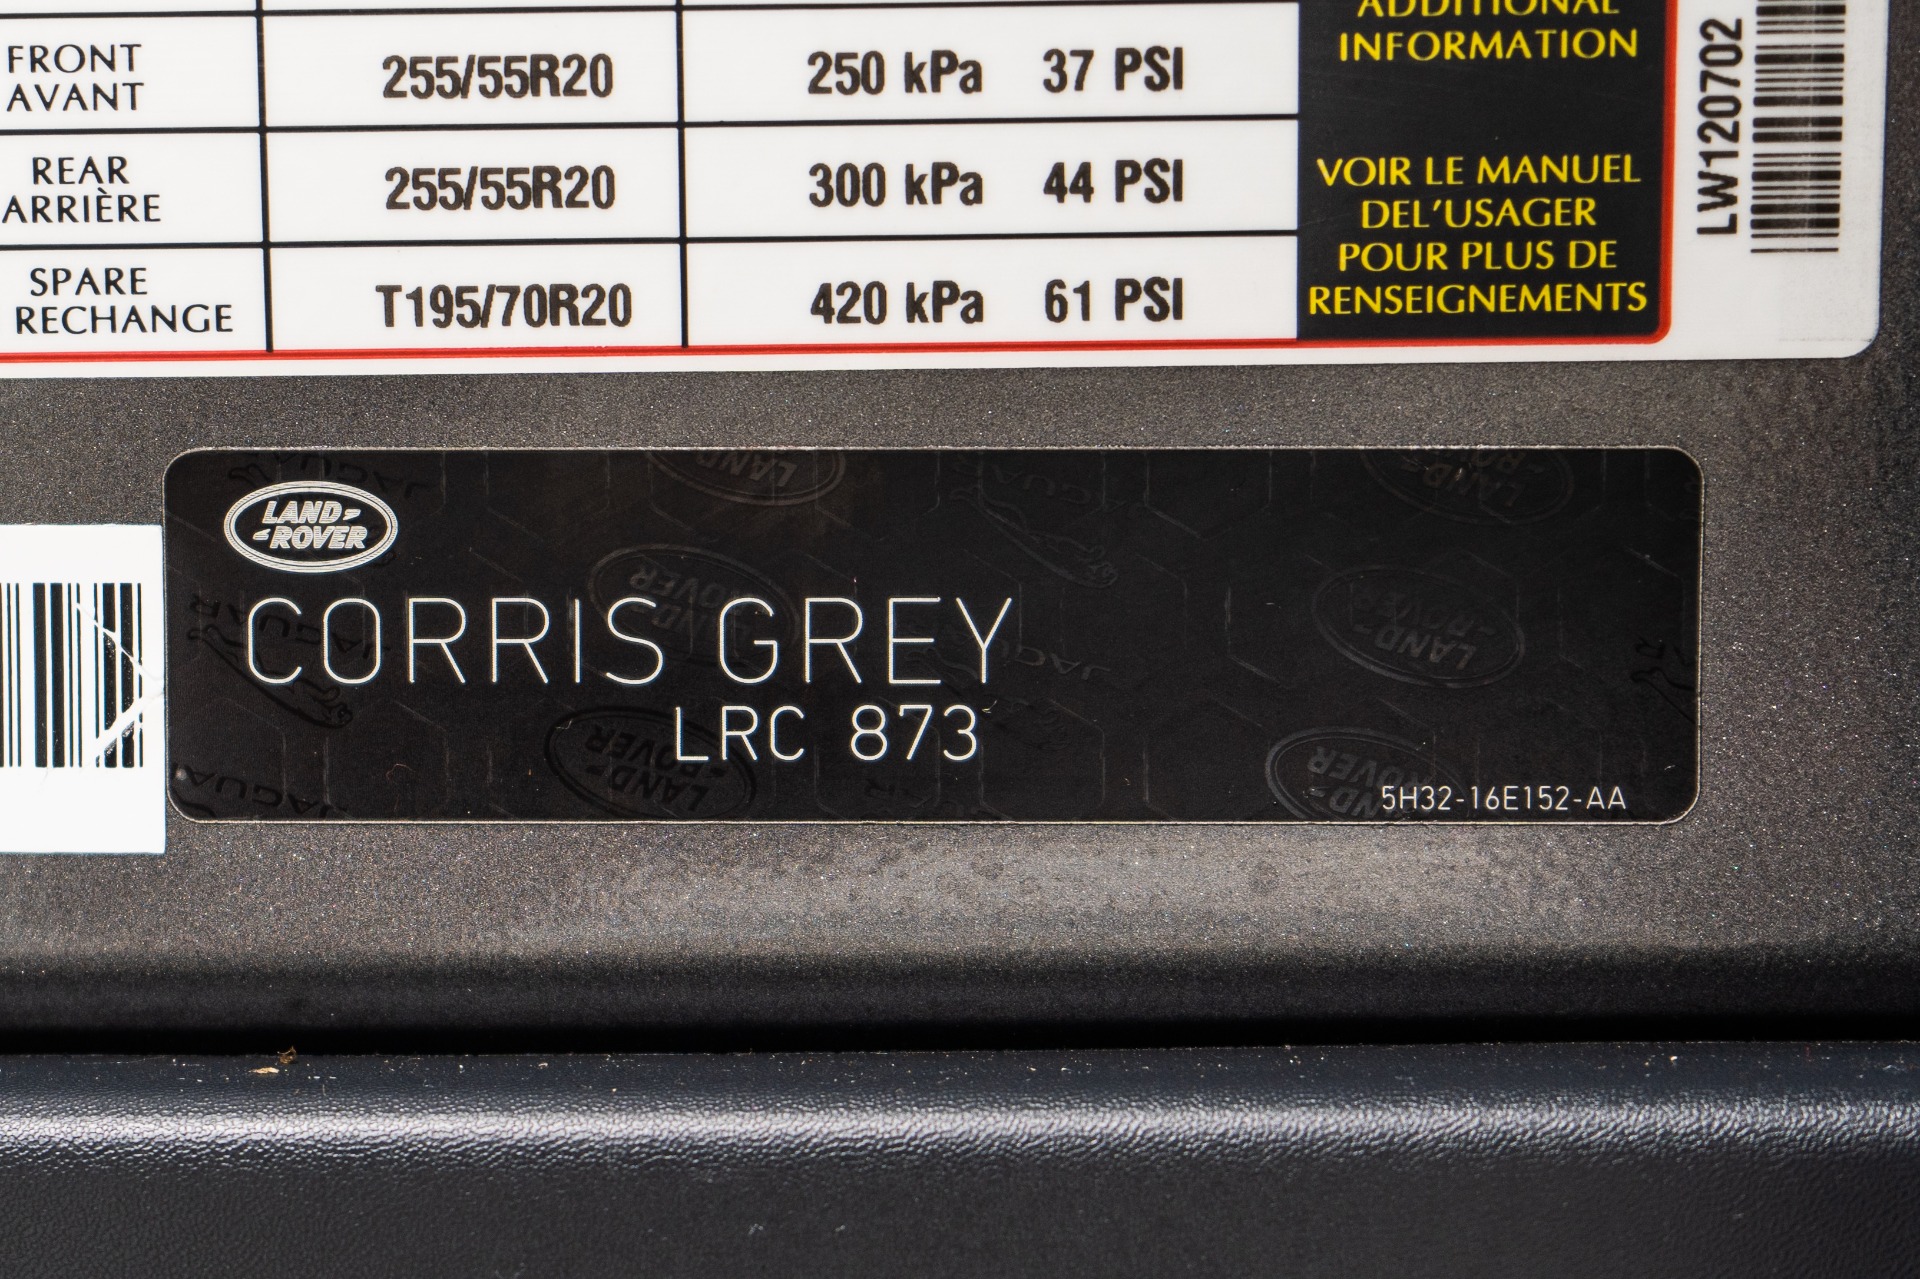 ADDITIONAL
INFORMATION
FRONT
AVANT
255/55R20
250 kPa 37 PSI
REAR
ARRIÈRE
255/55R20
300 kPa 44 PSI
SPARE
RECHANGE
T195/70R20
420 kPa 61 PSI
VOIR LE MANUEL
DEL'USAGER
POUR PLUS DE
RENSEIGNEMENTS
LW120702
LAND
ROVER
CORRIS GREY
LRC 873
5H32-16E152-AA